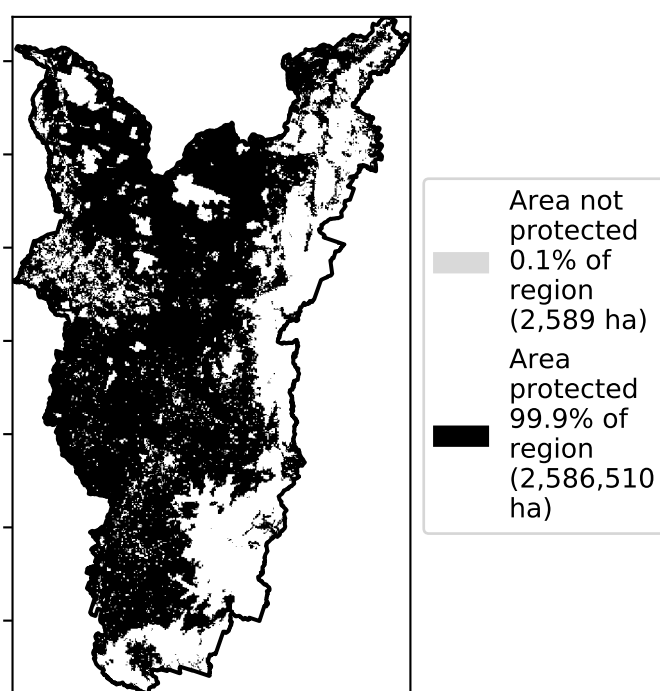 Area not
protected
0.1% of
region
(2,589 ha)
Area
protected
99.9% of
region
(2,586,510
ha)